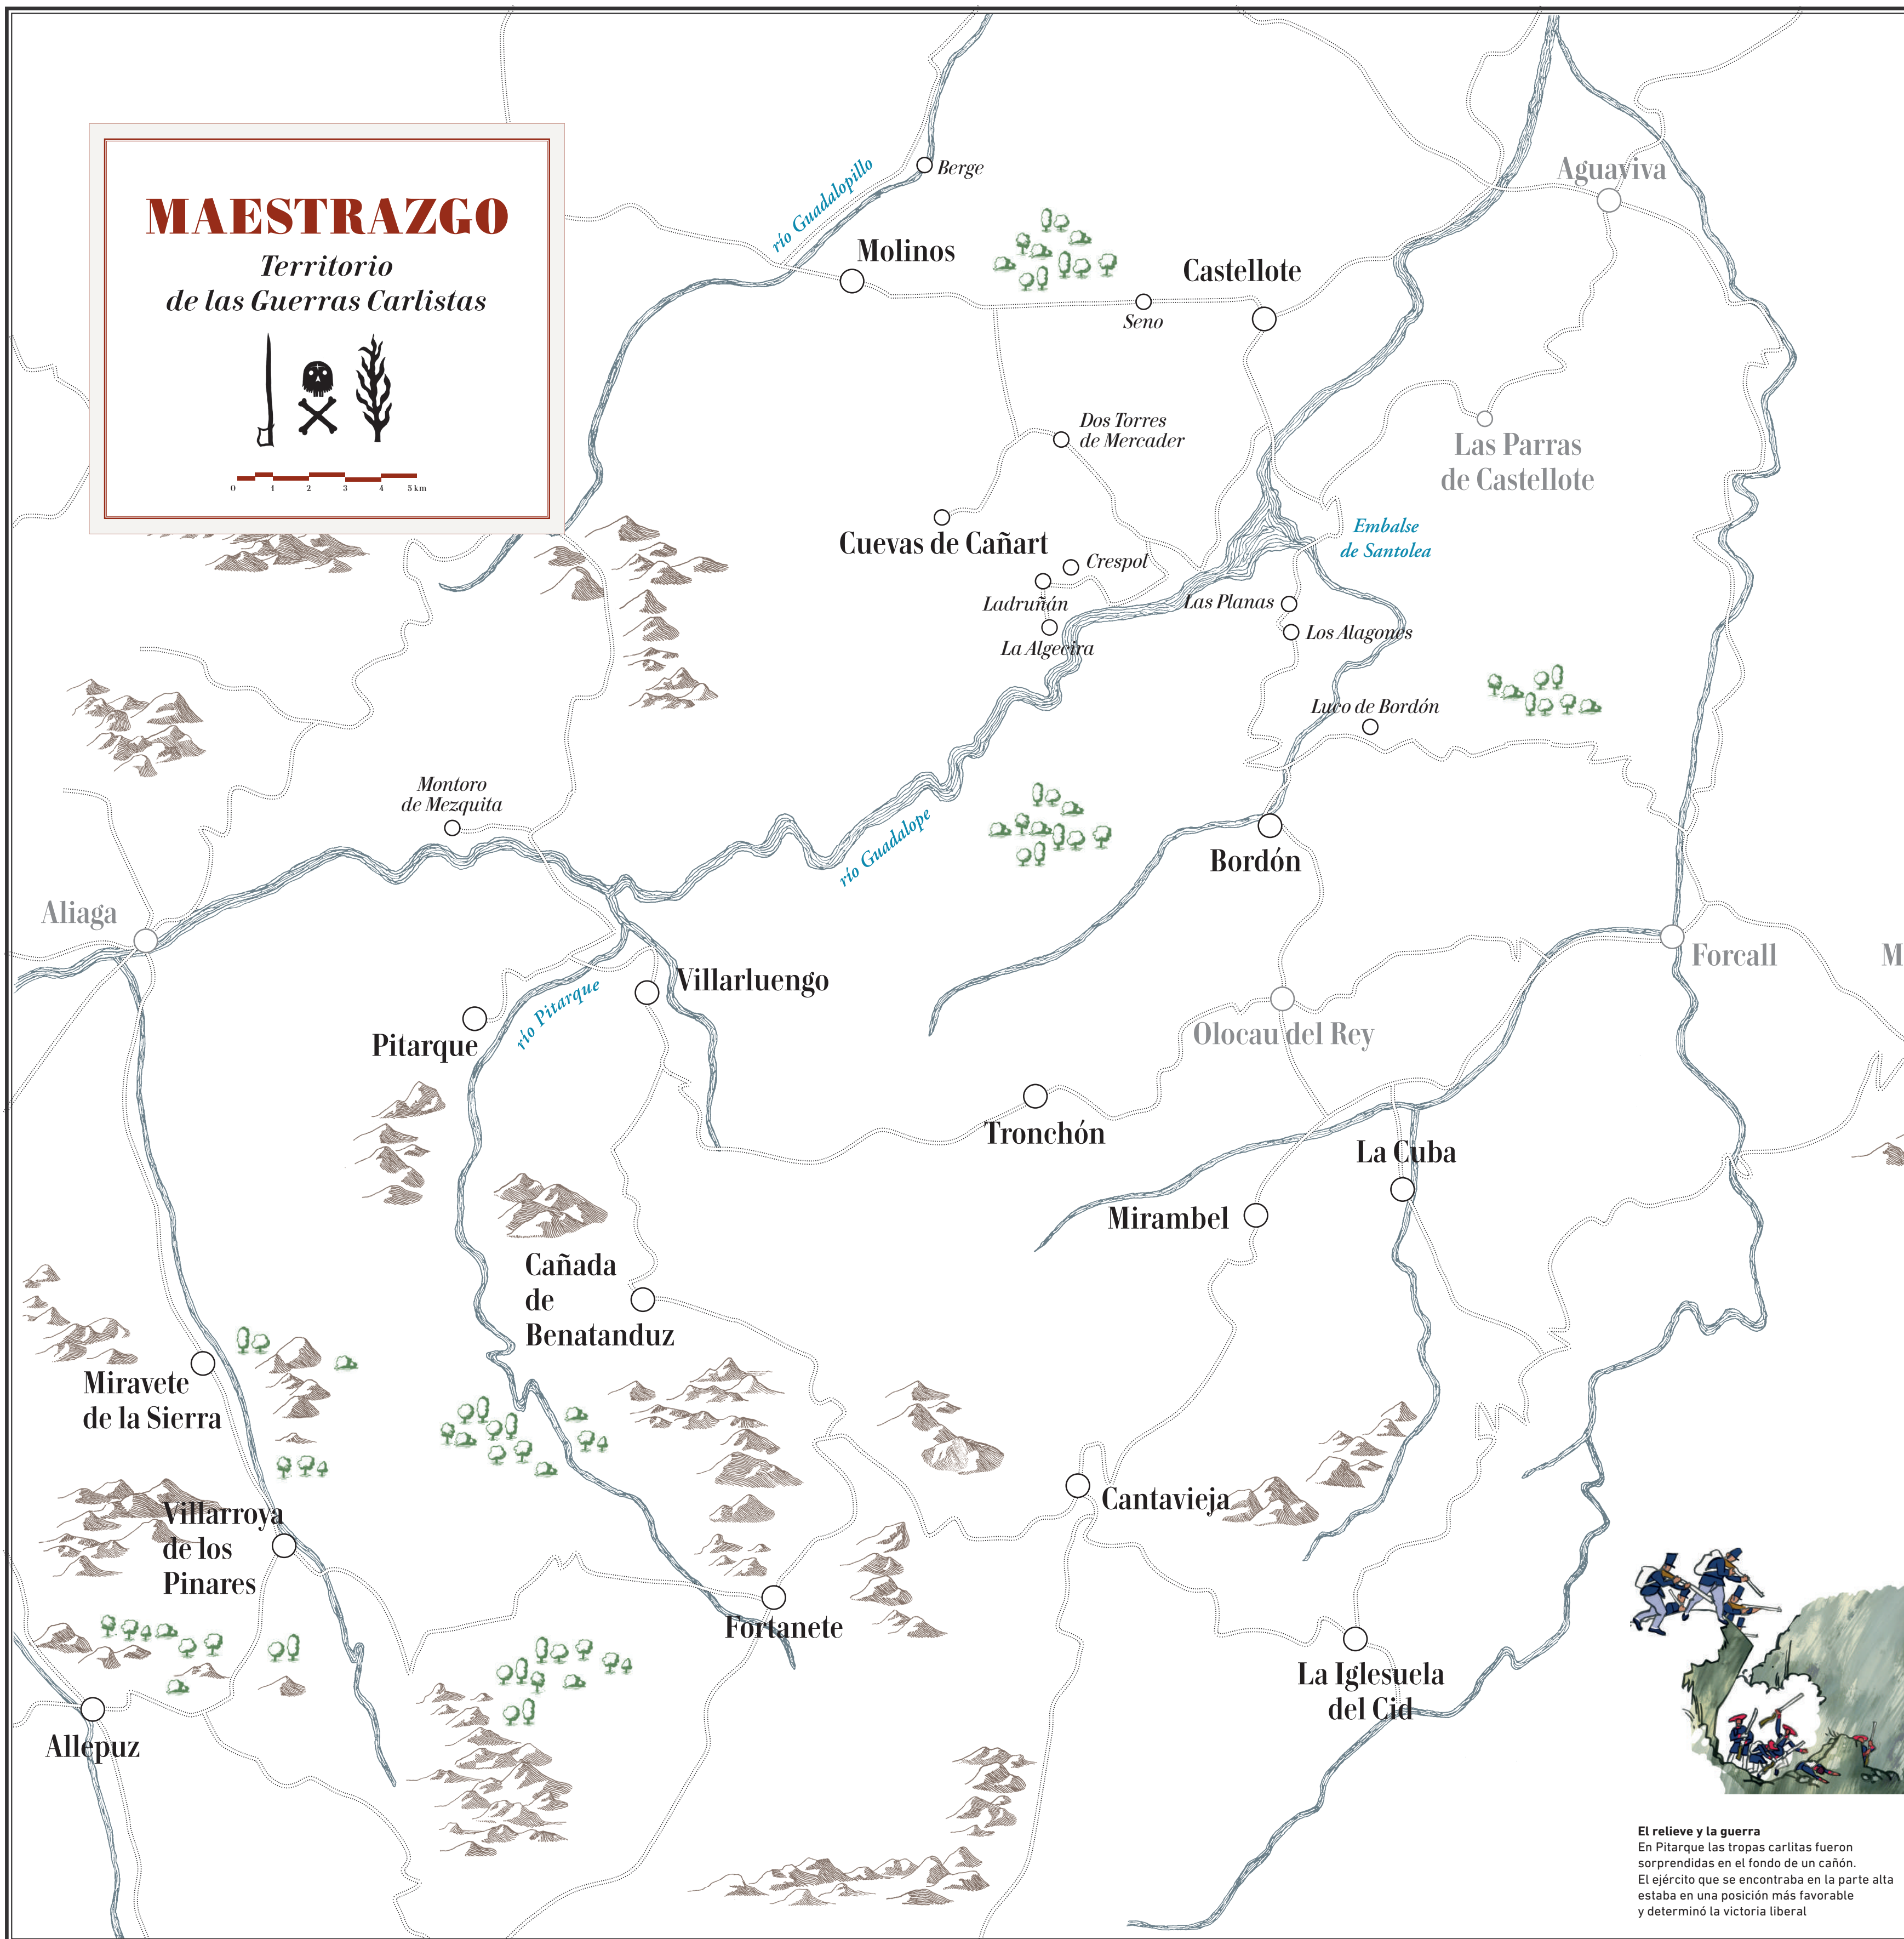 MAESTRAZGO
Territorio
de las Guerras Carlistas
0 1 2 3 4 5 km
río Guadalopillo
Berge
Molinos
Castellote
Seno
Aguaviva
Dos Torres
de Mercader
Las Parras
de Castellote
Cuevas de Cañart
Crespol
Ladruñán
La Algecira
Embalse
de Santolea
Las Planas
Los Alagones
Luco de Bordón
Montoro
de Mezquita
río Guadalope
Bordón
Aliaga
Villarluengo
Pitarque
río Pitarque
Forcall
M
Olocau del Rey
Tronchón
La Cuba
Mirambel
Cañada
de
Benatanduz
Miravete
de la Sierra
Villarroya
de los
Pinares
Cantavieja
Fortanete
La Iglesuela
del Cid
Allepuz
El relieve y la guerra
En Pitarque las tropas carlitas fueron
sorprendidas en el fondo de un cañón.
El ejército que se encontraba en la parte alta
estaba en una posición más favorable
y determinó la victoria liberal